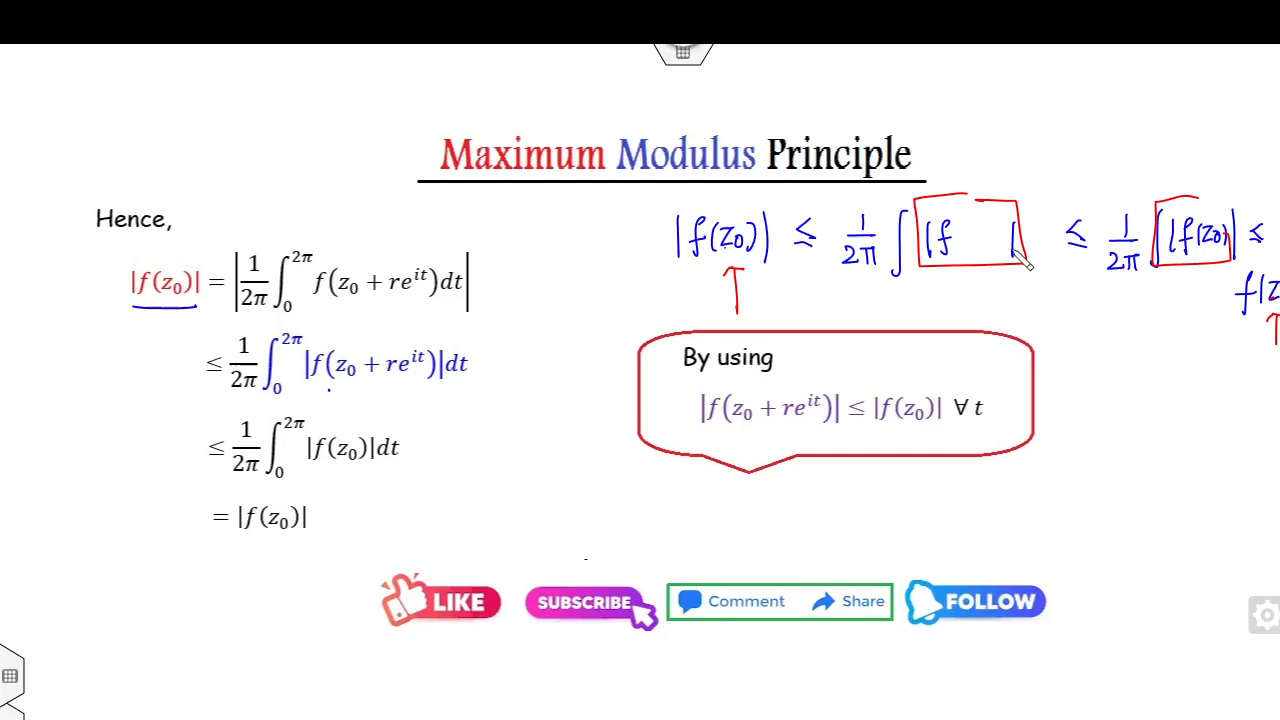 Maximum Modulus Principle
Hence,
|f(z₀)| = |1/2π ∫₀^2π f(z₀ + re^it)dt|
≤ 1/2π ∫₀^2π |f(z₀ + re^it)|dt
≤ 1/2π ∫₀^2π |f(z₀)|dt
= |f(z₀)|
|f(z₀)| ≤ 1/2π ∫ |f | ≤ 1/2π ∫ |f(z₀)| ≤
By using
|f(z₀ + re^it)| ≤ |f(z₀)| ∀ t
LIKE
SUBSCRIBE
Comment
Share
FOLLOW